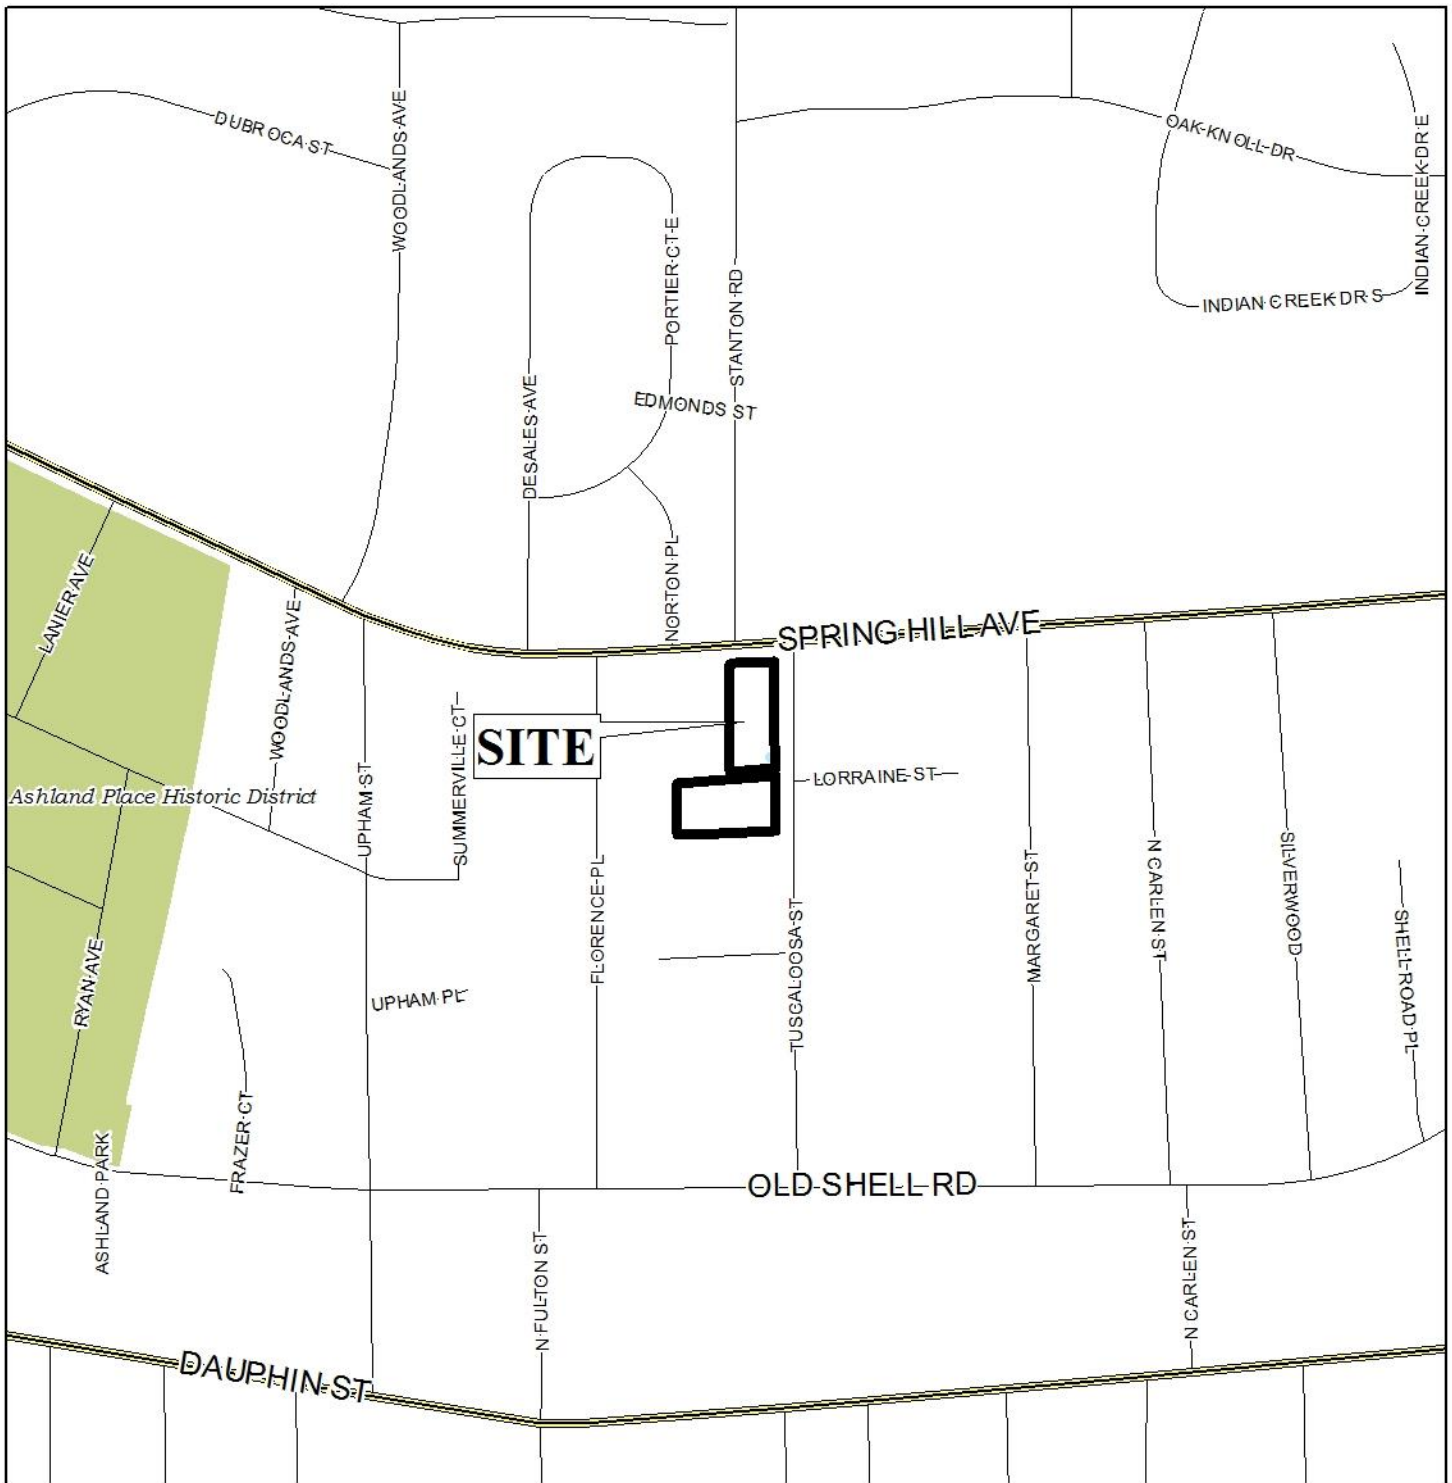 DUBROCA ST
WOODLANDS AVE
OAK KNOLL DR
INDIAN CREEK DR E
PORTIER CT E
STANTON RD
INDIAN CREEK DR S
DESALES AVE
EDMONDS ST
NORTON PL
LANIER AVE
WOODLANDS AVE
SPRING HILL AVE
SITE
SUMMERVILLE CT
UPHAM ST
LORRAINE ST
Ashland Place Historic District
FLORENCE PL
TUSCALOOSA ST
MARGARET ST
N CARLEN ST
SILVERWOOD
SHELL ROAD PL
RYAN AVE
UPHAM PL
FRAZER CT
ASHLAND PARK
OLD SHELL RD
N FULTON ST
N CARLEN ST
DAUPHIN ST